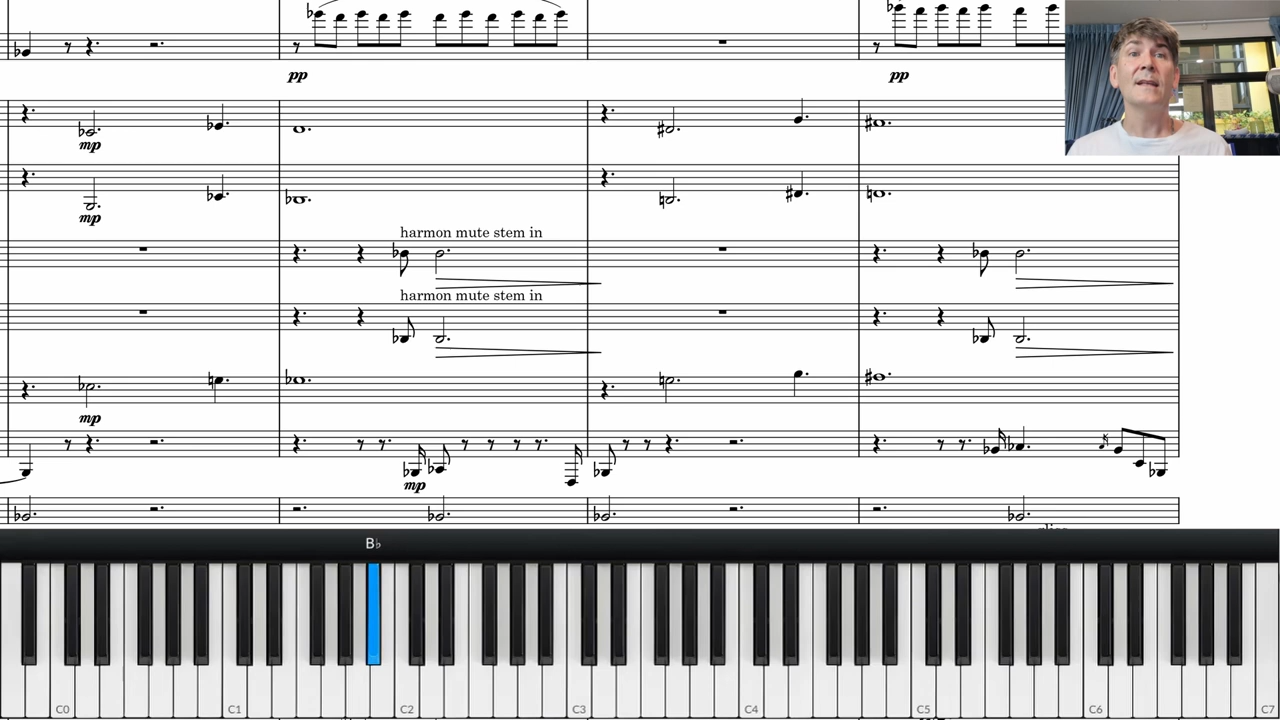 pp
pp
mp
mp
harmon mute stem in
harmon mute stem in
mp
mp
B♭
C0 C1 C2 C3 C4 C5 C6 C7